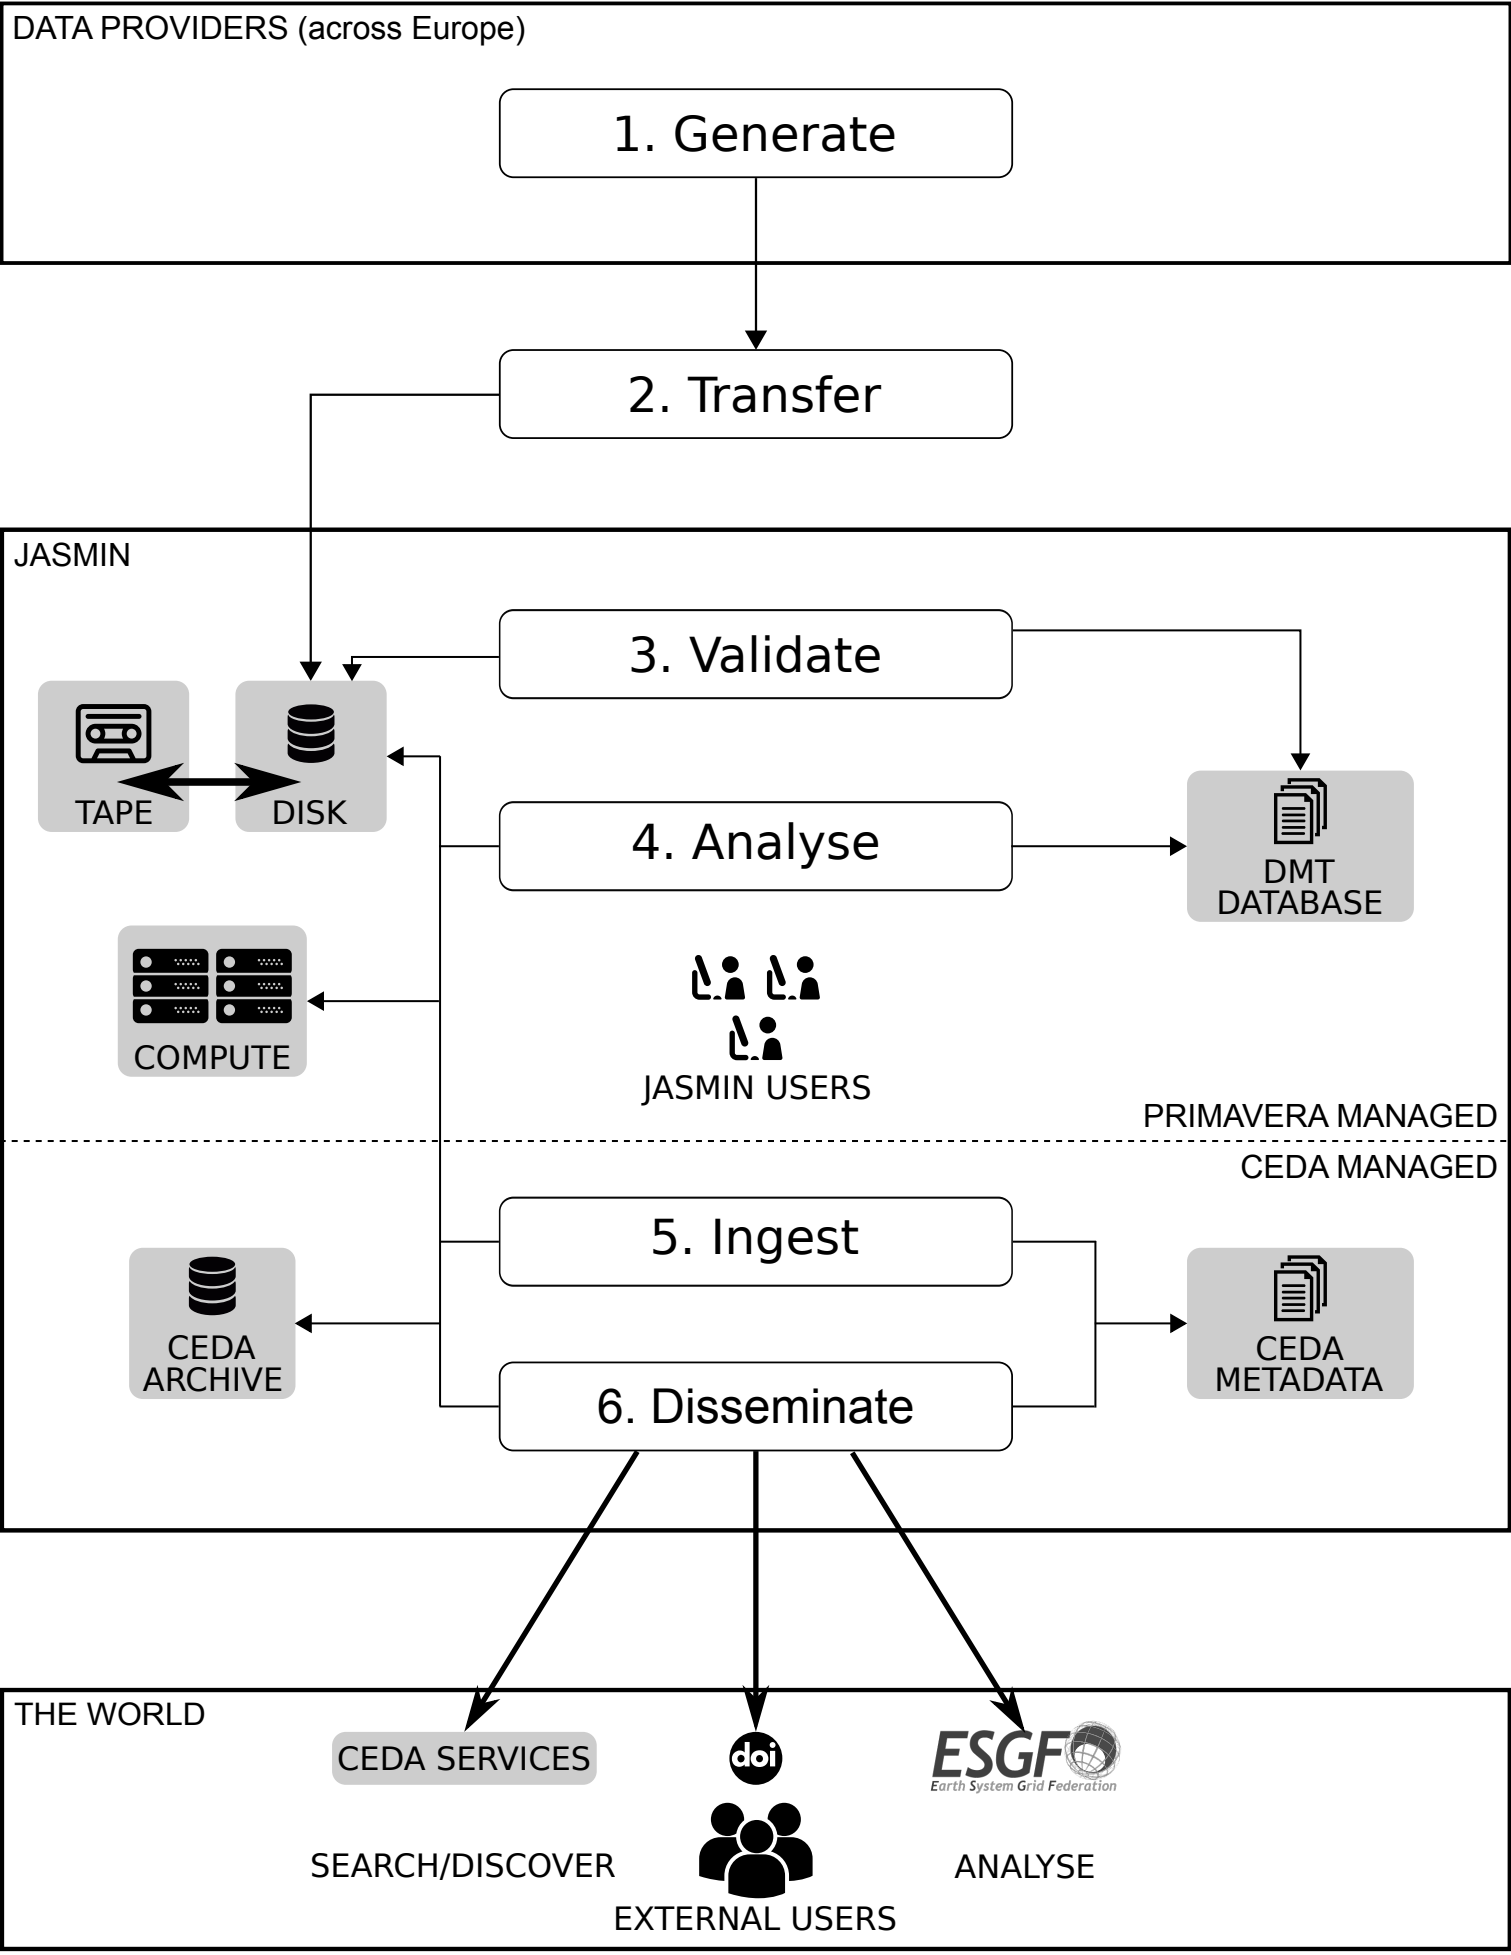 DATA PROVIDERS (across Europe)
1. Generate
2. Transfer
JASMIN
3. Validate
TAPE
DISK
4. Analyse
DMT
DATABASE
COMPUTE
JASMIN USERS
PRIMAVERA MANAGED
CEDA MANAGED
5. Ingest
CEDA
ARCHIVE
CEDA
METADATA
6. Disseminate
THE WORLD
CEDA SERVICES
doi
ESGF
Earth System Grid Federation
SEARCH/DISCOVER
EXTERNAL USERS
ANALYSE